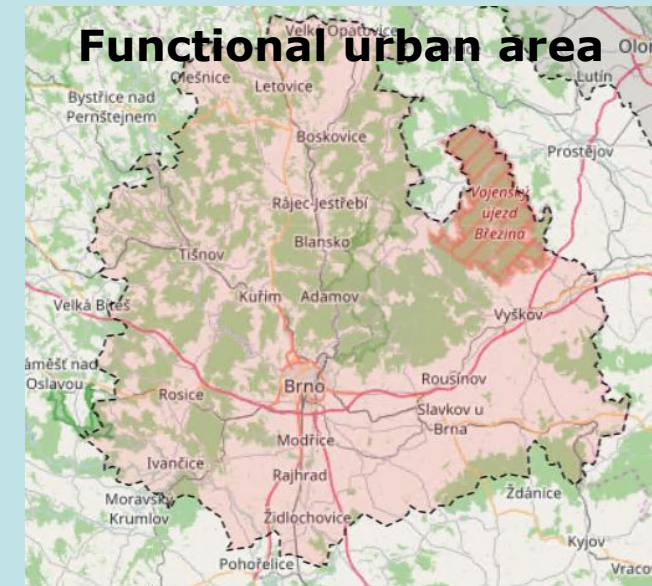 Functional urban area
Velké Opatovice
Olešnice
Letovice
Lutín
Bystřice nad
Pernštejnem
Boskovice
Prostějov
Vojenský
újezd
Březina
Rájec-Jestřebí
Blansko
Tišnov
Kuřim
Adamov
Velká Bíteš
Vyškov
áměšť nad
Oslavou
Rosice
Brno
Rousínov
Slavkov u
Brna
Modřice
Ivančice
Rajhrad
Moravský
Krumlov
Židlochovice
Ždánice
Kyjov
Pohořelice
Vraco